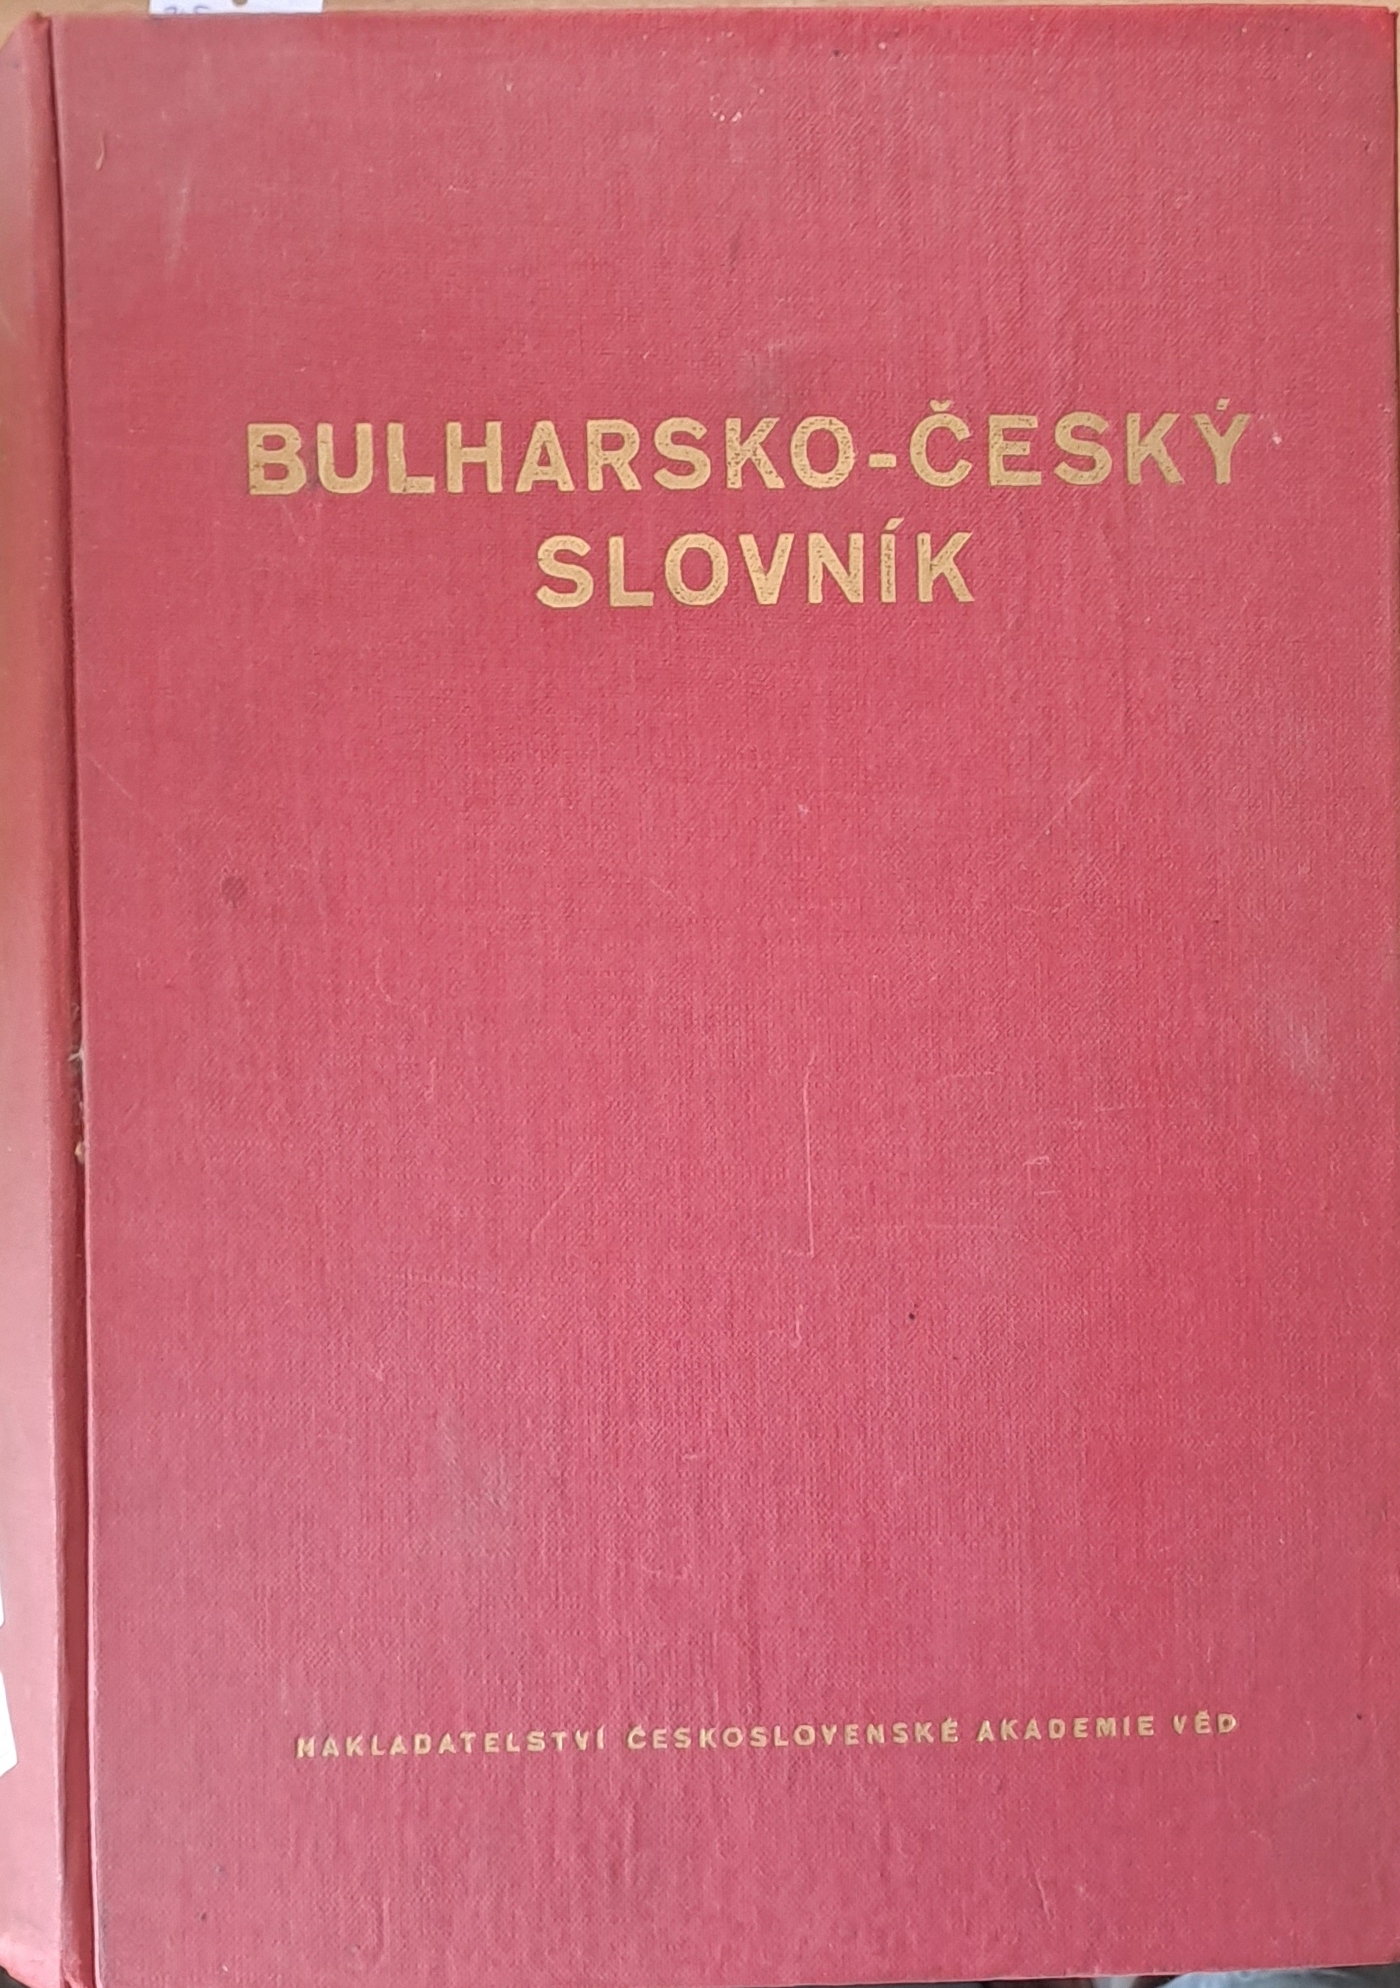 BULHARSKO-ČESKÝ
SLOVNÍK
NAKLADATELSTVÍ ČESKOSLOVENSKÉ AKADEMIE VĚD